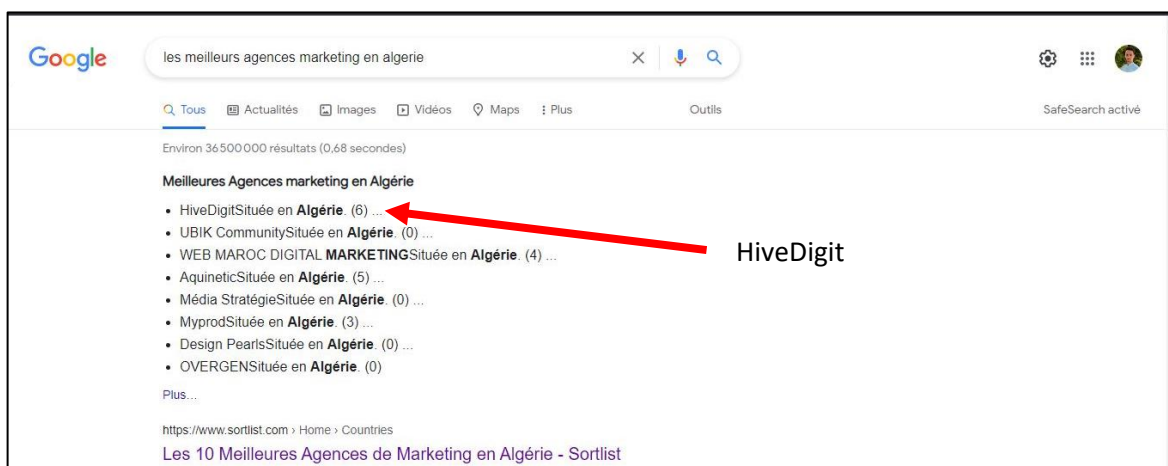 Google
les meilleurs agences marketing en algerie
Tous Actualités Images Vidéos Maps Plus Outils SafeSearch activé
Environ 36 500 000 résultats (0,68 secondes)
Meilleures Agences marketing en Algérie
• HiveDigitSituée en Algérie. (6) ...
• UBIK CommunitySituée en Algérie. (0) ...
• WEB MAROC DIGITAL MARKETINGSituée en Algérie. (4) ...
HiveDigit
• AquineticSituée en Algérie. (5) ...
• Média StratégieSituée en Algérie. (0) ...
• MyprodSituée en Algérie. (3) ...
• Design PearlsSituée en Algérie. (0) ...
• OVERGENSituée en Algérie. (0)
Plus...
https://www.sortlist.com › Home › Countries
Les 10 Meilleures Agences de Marketing en Algérie - Sortlist